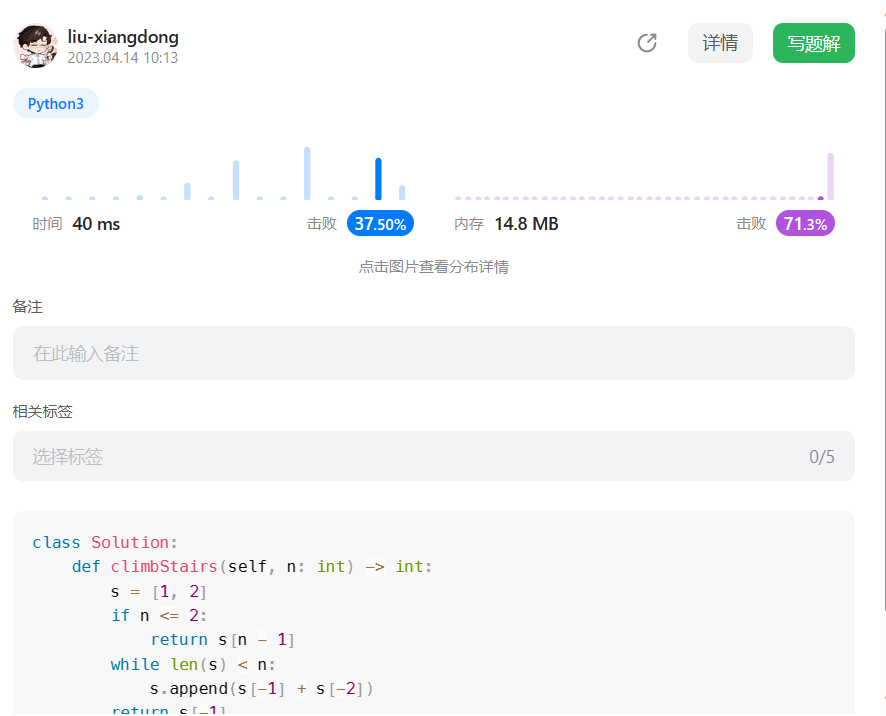 liu-xiangdong
2023.04.14 10:13
详情
写题解
Python3
时间 40 ms
击败 37.50%
内存 14.8 MB
击败 71.3%
点击图片查看分布详情
备注
在此输入备注
相关标签
选择标签
0/5
class Solution:
    def climbStairs(self, n: int) -> int:
        s = [1, 2]
        if n <= 2:
            return s[n - 1]
        while len(s) < n:
            s.append(s[-1] + s[-2])
        return s[-1]